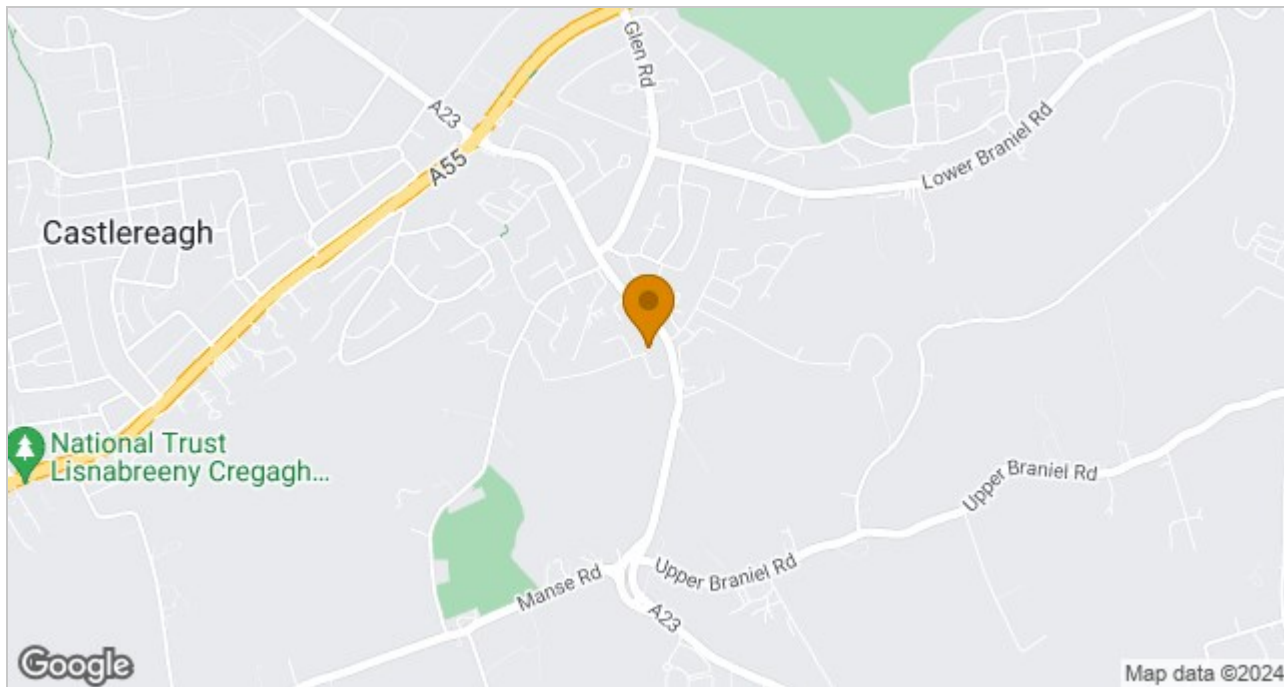 Glen Rd
A23
A55
Lower Braniel Rd
Castlereagh
National Trust
Lisnabreeny Cregagh...
Upper Braniel Rd
Upper Braniel Rd
Manse Rd
A23
Google
Map data ©2024